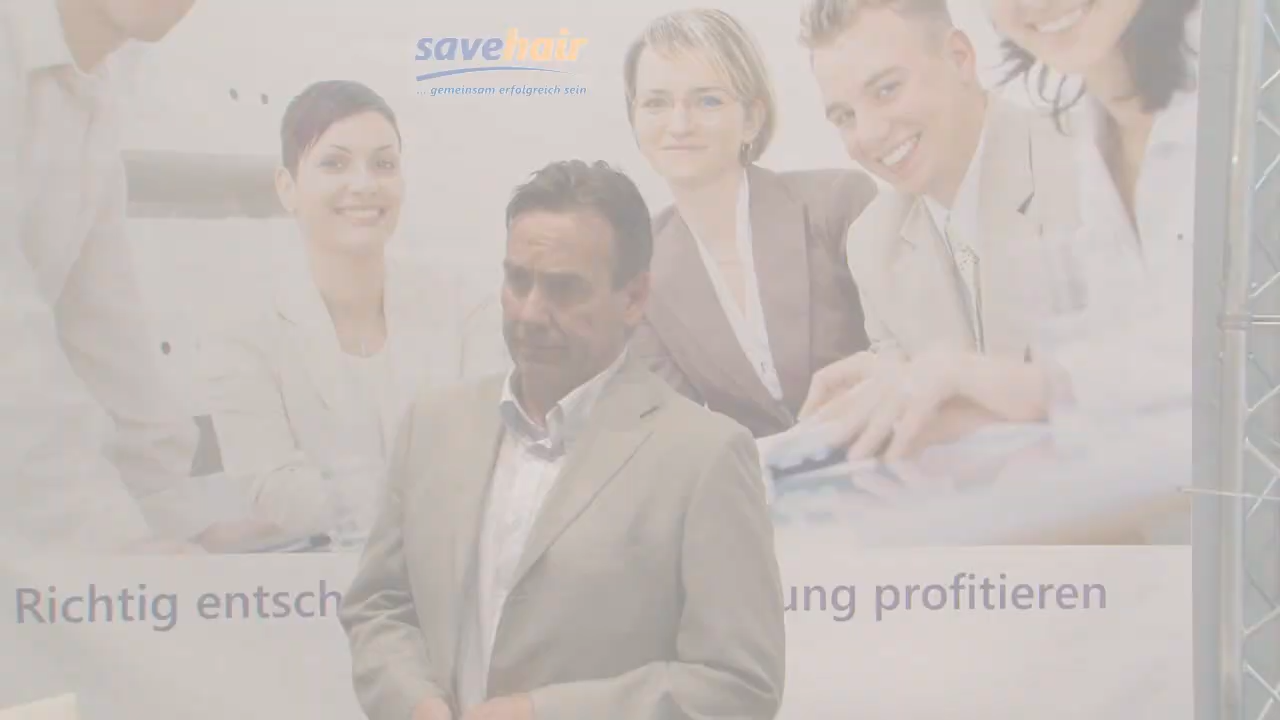 savehair
... gemeinsam erfolgreich sein
Richtig entsch ung profitieren